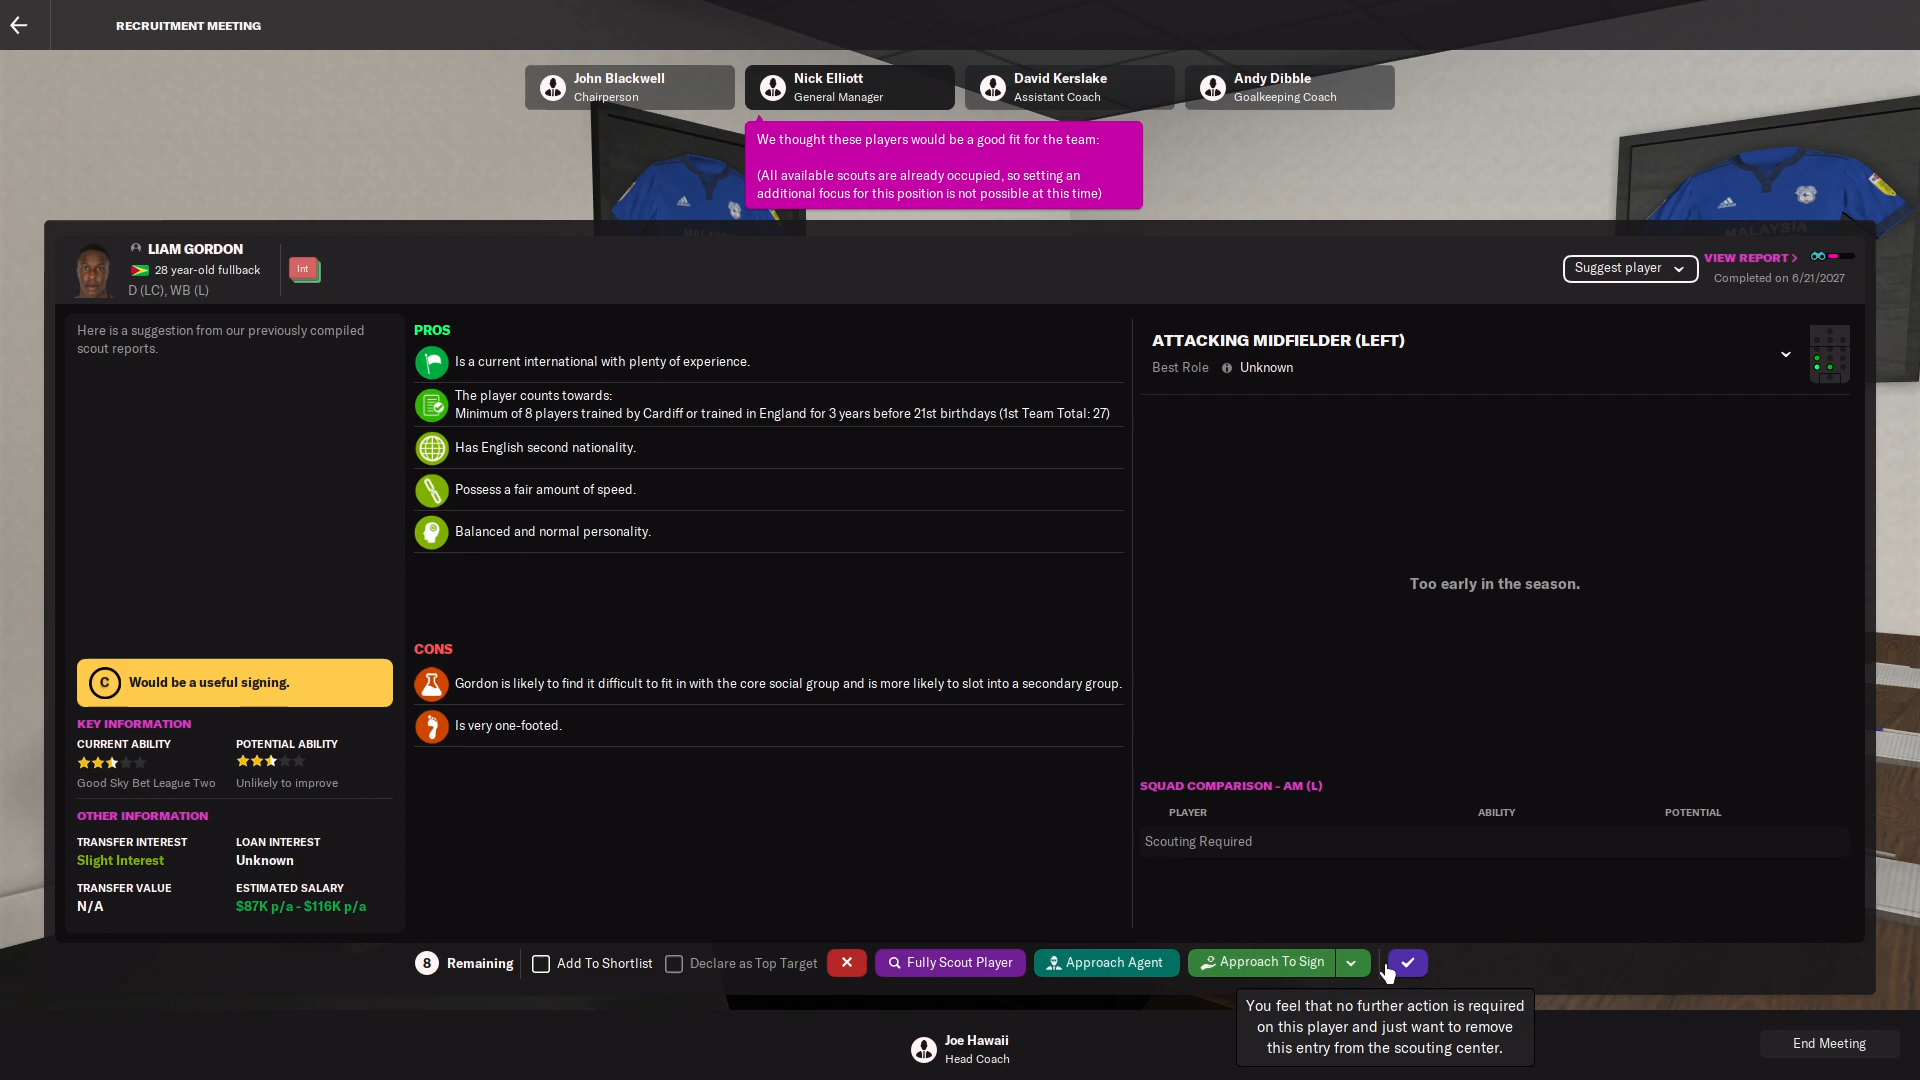 RECRUITMENT MEETING
John Blackwell
Chairperson
Nick Elliott
General Manager
David Kerslake
Assistant Coach
Andy Dibble
Goalkeeping Coach
We thought these players would be a good fit for the team:
(All available scouts are already occupied, so setting an
additional focus for this position is not possible at this time)
MALAYSIA
MALAYSIA
LIAM GORDON
28 year-old fullback
D (LC), WB (L)
Int
Suggest player
VIEW REPORT >
Completed on 6/21/2027
Here is a suggestion from our previously compiled
scout reports.
C Would be a useful signing.
KEY INFORMATION
CURRENT ABILITY
POTENTIAL ABILITY
Good Sky Bet League Two
Unlikely to improve
OTHER INFORMATION
TRANSFER INTEREST
LOAN INTEREST
Slight Interest
Unknown
TRANSFER VALUE
ESTIMATED SALARY
N/A
$87K p/a - $116K p/a
PROS
Is a current international with plenty of experience.
The player counts towards:
Minimum of 8 players trained by Cardiff or trained in England for 3 years before 21st birthdays (1st Team Total: 27)
Has English second nationality.
Possess a fair amount of speed.
Balanced and normal personality.
CONS
Gordon is likely to find it difficult to fit in with the core social group and is more likely to slot into a secondary group.
Is very one-footed.
ATTACKING MIDFIELDER (LEFT)
Best Role Unknown
Too early in the season.
SQUAD COMPARISON - AM (L)
PLAYER ABILITY POTENTIAL
Scouting Required
8 Remaining
Add To Shortlist
Declare as Top Target
Fully Scout Player
Approach Agent
Approach To Sign
You feel that no further action is required
on this player and just want to remove
this entry from the scouting center.
Joe Hawaii
Head Coach
End Meeting